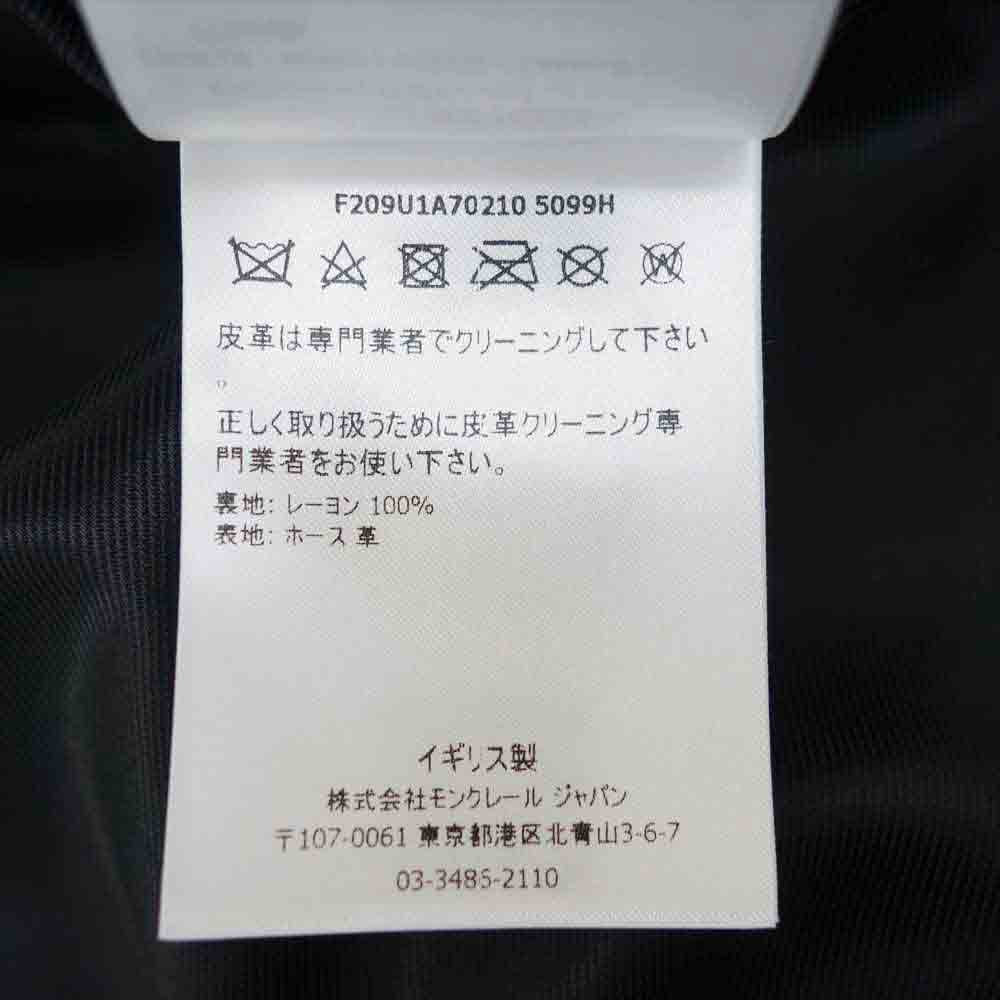 F209U1A70210 5099H
皮革は専門業者でクリーニングして下さい
。
正しく取り扱うために皮革クリーニング専
門業者をお使い下さい。
裏地: レーヨン 100%
表地: ホース 革
イギリス製
株式会社モンクレール ジャパン
〒107-0061 東京都港区北青山3-6-7
03-3486-2110